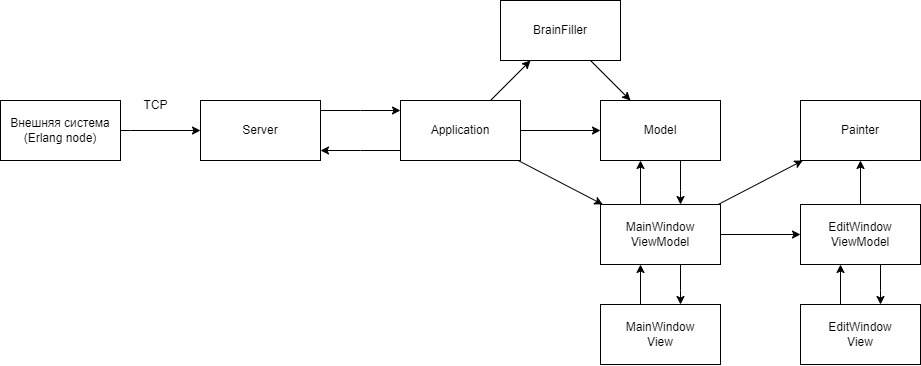 BrainFiller
TCP
Внешняя система
(Erlang node)
Server
Application
Model
Painter
MainWindow
ViewModel
EditWindow
ViewModel
MainWindow
View
EditWindow
View